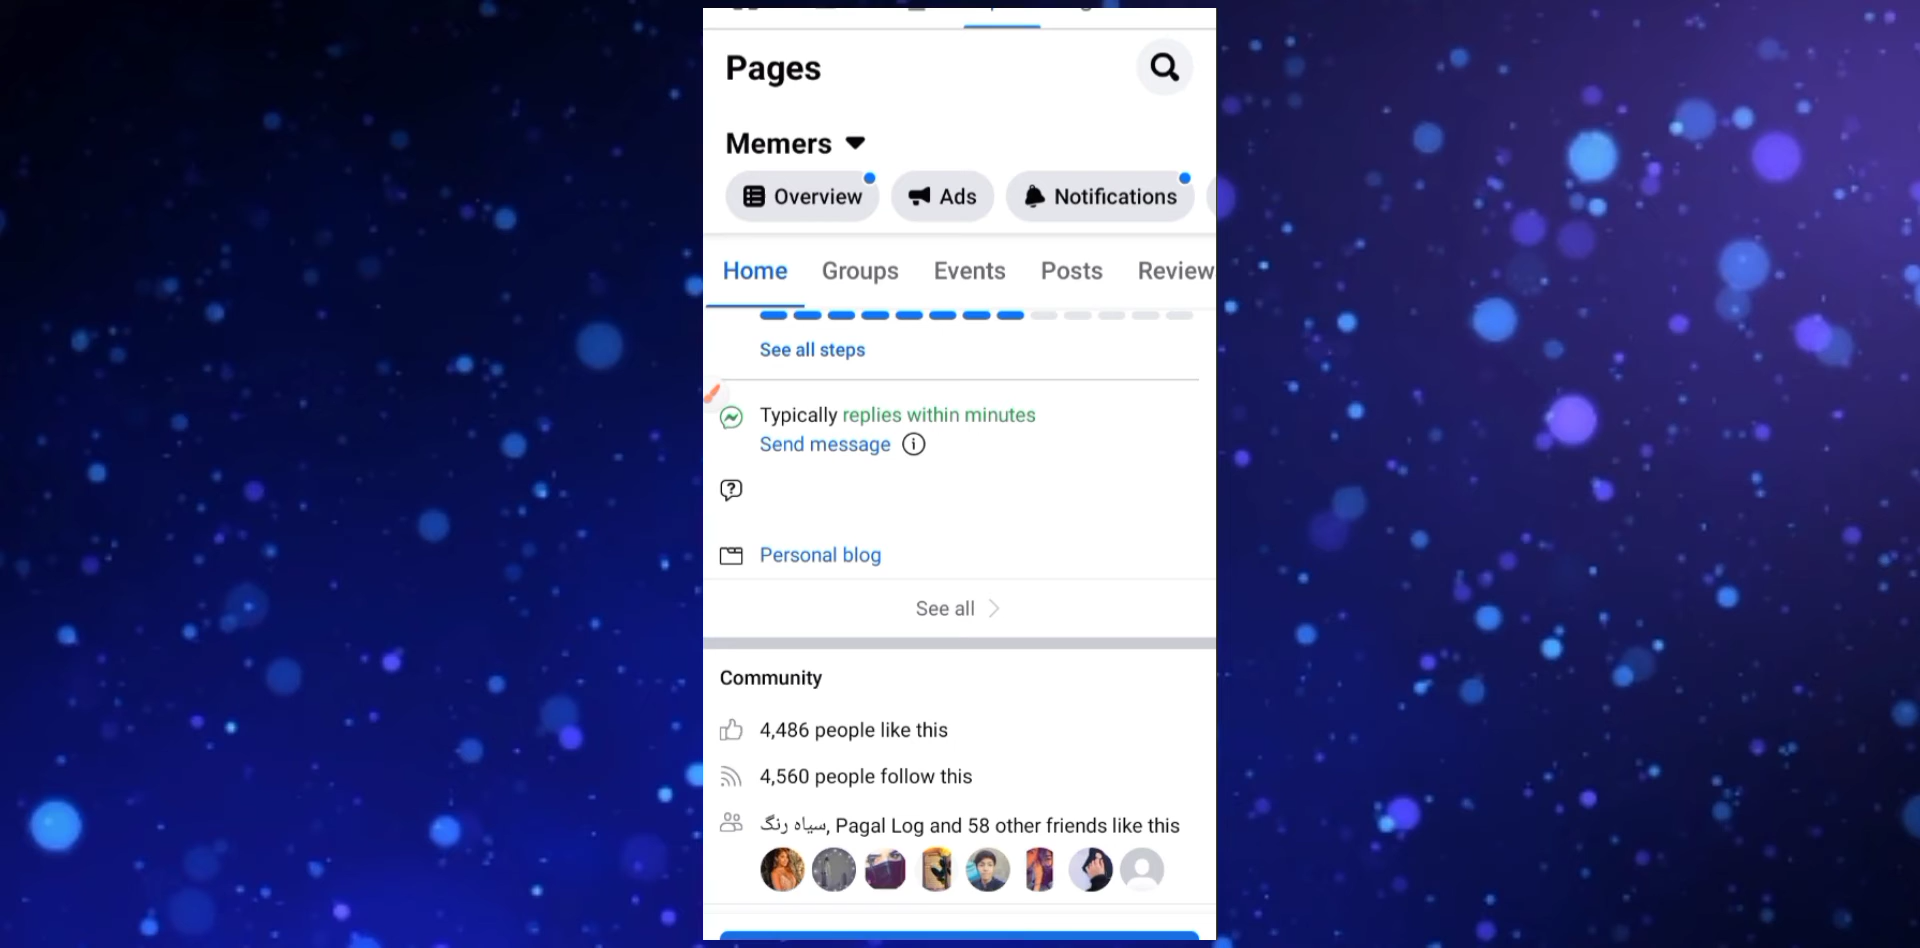 Pages
Memers
Overview
Ads
Notifications
Home
Groups
Events
Posts
Review
See all steps
Typically replies within minutes
Send message
Personal blog
See all
Community
4,486 people like this
4,560 people follow this
سیاہ رنگ, Pagal Log and 58 other friends like this